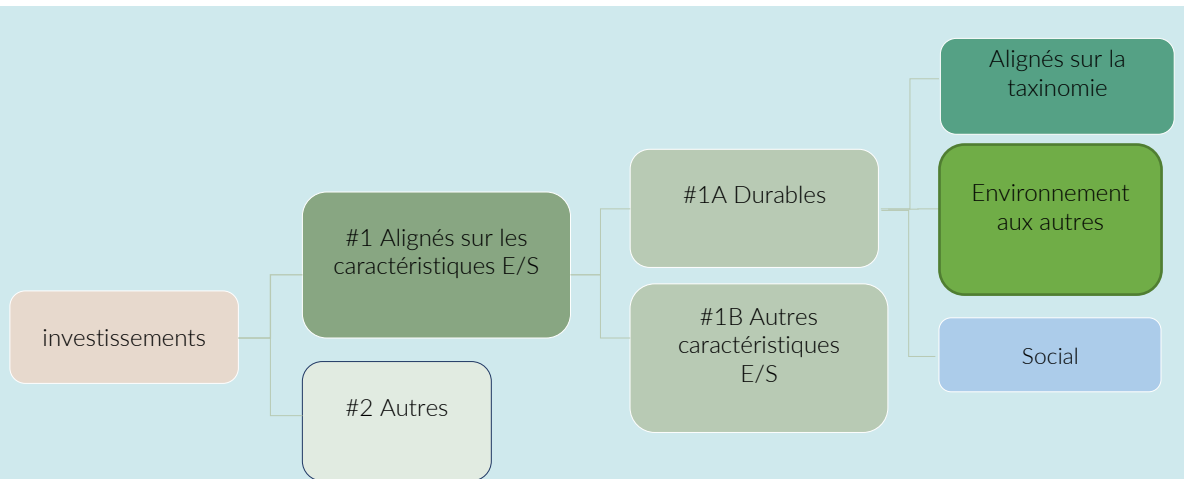 investissements
#1 Alignés sur les
caractéristiques E/S
#2 Autres
#1A Durables
#1B Autres
caractéristiques
E/S
Alignés sur la
taxinomie
Environnement
aux autres
Social